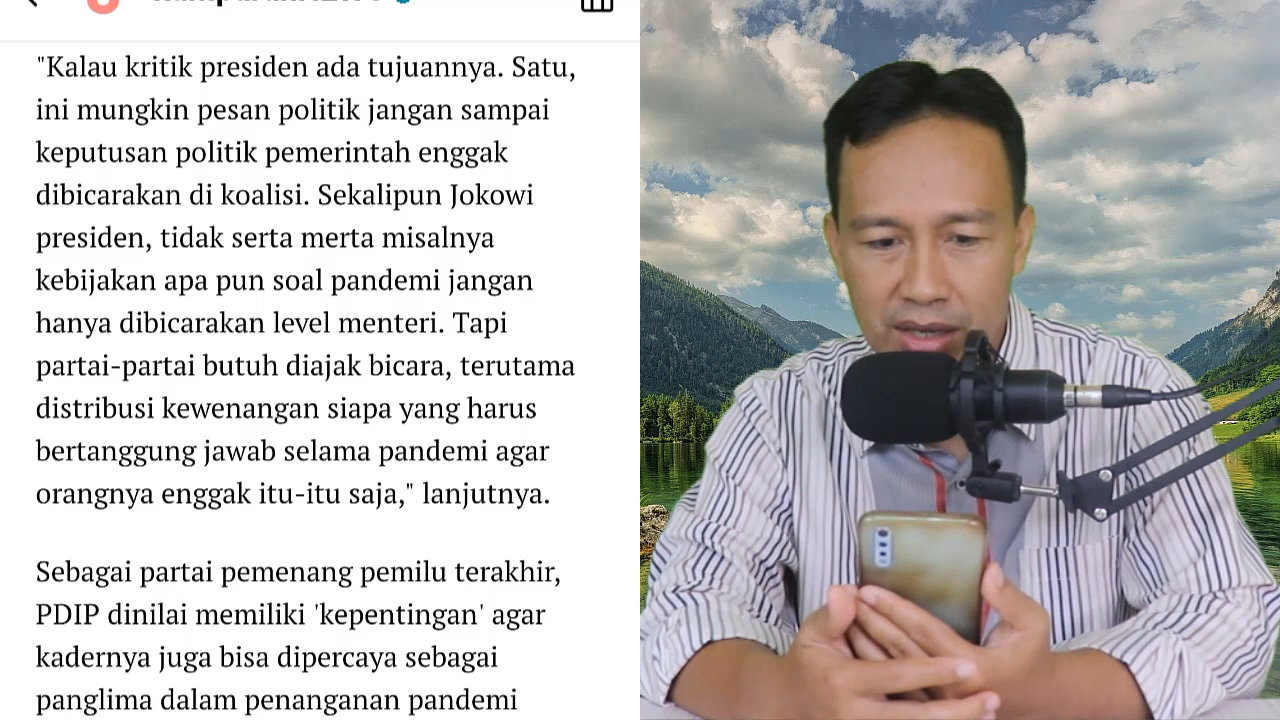 "Kalau kritik presiden ada tujuannya. Satu,
ini mungkin pesan politik jangan sampai
keputusan politik pemerintah enggak
dibicarakan di koalisi. Sekalipun Jokowi
presiden, tidak serta merta misalnya
kebijakan apa pun soal pandemi jangan
hanya dibicarakan level menteri. Tapi
partai-partai butuh diajak bicara, terutama
distribusi kewenangan siapa yang harus
bertanggung jawab selama pandemi agar
orangnya enggak itu-itu saja," lanjutnya.
Sebagai partai pemenang pemilu terakhir,
PDIP dinilai memiliki 'kepentingan' agar
kadernya juga bisa dipercaya sebagai
panglima dalam penanganan pandemi